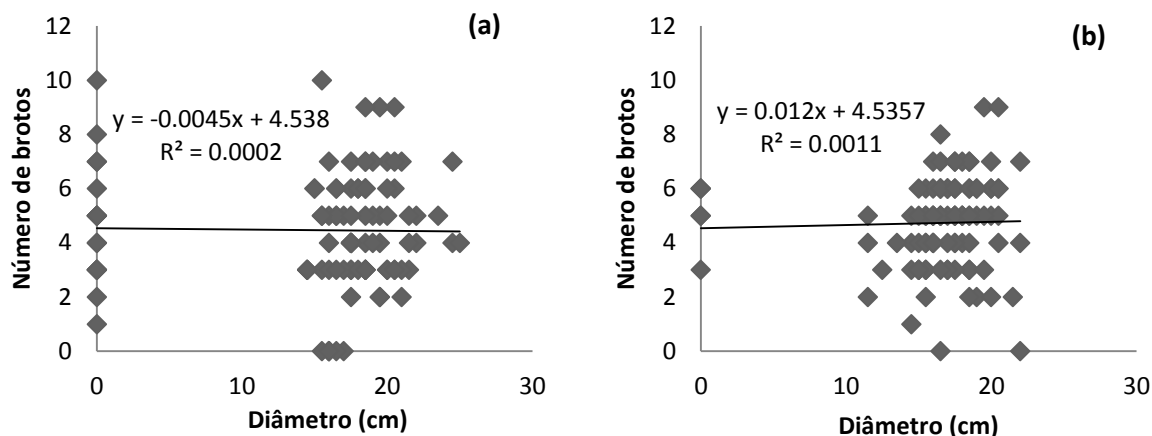 (a)
12
10
8
6
4
2
0
Número de brotos
y = -0.0045x + 4.538
R² = 0.0002
0 10 20 30
Diâmetro (cm)
(b)
12
10
8
6
4
2
0
Número de brotos
y = 0.012x + 4.5357
R² = 0.0011
0 10 20 30
Diâmetro (cm)